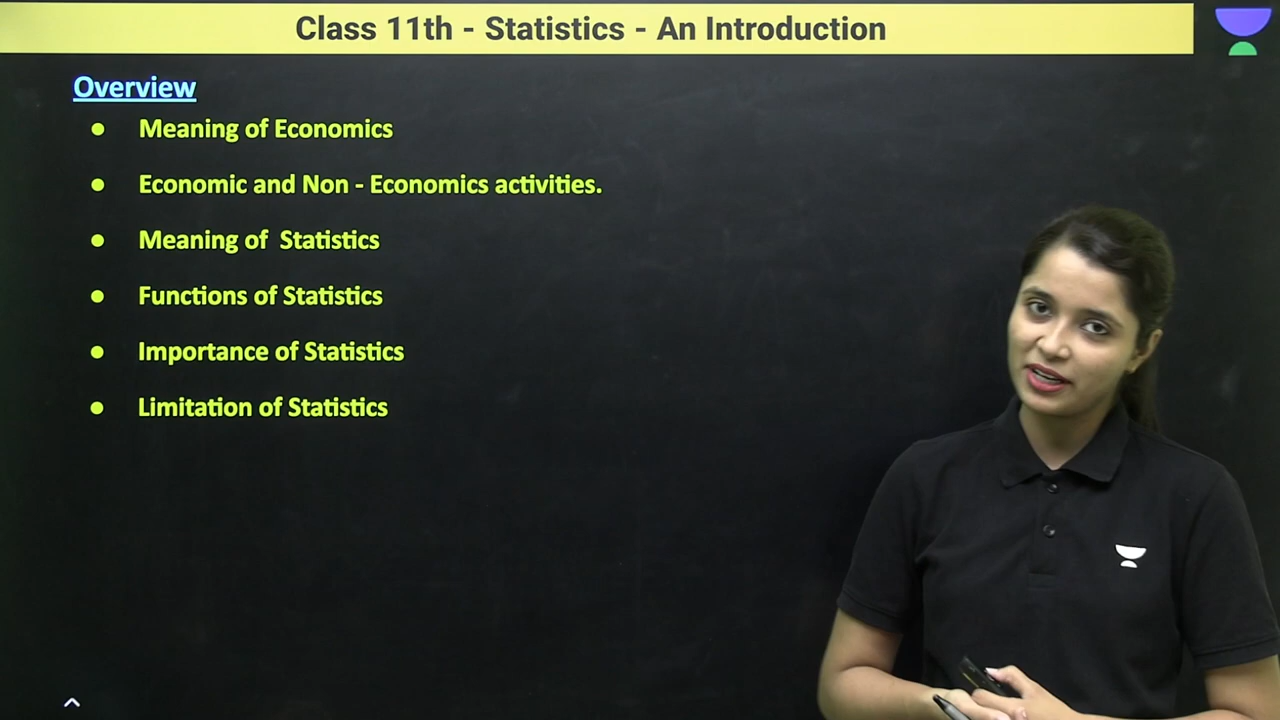 Class 11th - Statistics - An Introduction
Overview
● Meaning of Economics
● Economic and Non - Economics activities.
● Meaning of  Statistics
● Functions of Statistics
● Importance of Statistics
● Limitation of Statistics